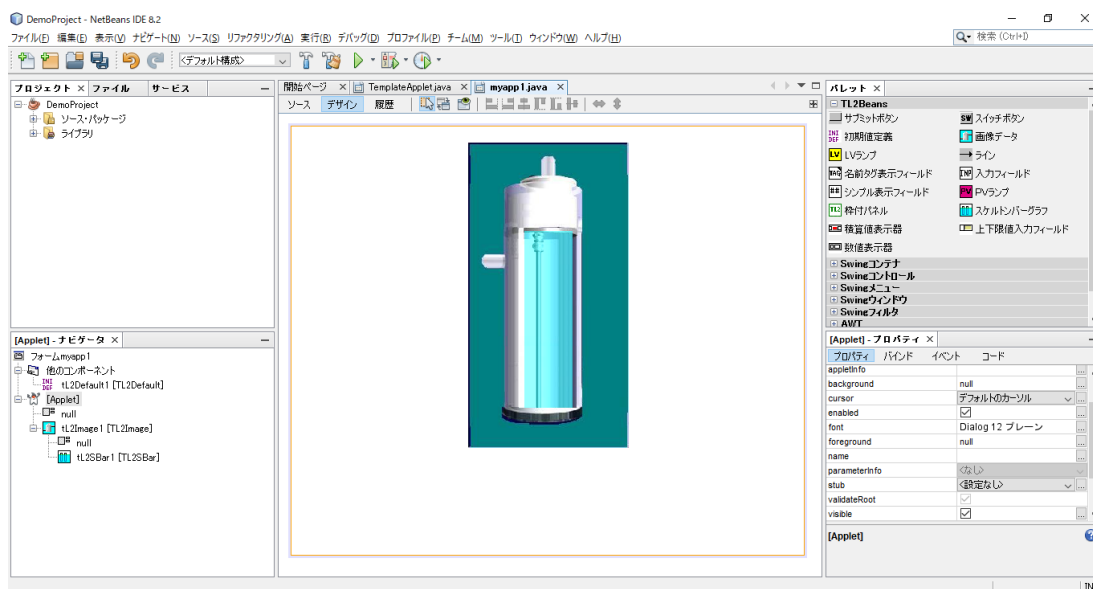 DemoProject - NetBeans IDE 8.2
ファイル(F) 編集(E) 表示(V) ナビゲート(N) ソース(S) リファクタリング(A) 実行(R) デバッグ(D) プロファイル(P) チーム(M) ツール(T) ウィンドウ(W) ヘルプ(H)
検索 (Ctrl+I)
<デフォルト構成>
プロジェクト ファイル サービス
DemoProject
ソース・パッケージ
ライブラリ
開始ページ TemplateApplet.java myapp1.java
ソース デザイン 履歴
パレット
TL2Beans
サブミットボタン SW スイッチボタン
INI DEF 初期値定義 画像データ
LV LVランプ ライン
TAG 名前タグ表示フィールド INP 入力フィールド
## シンプル表示フィールド PV PVランプ
TL2 枠付パネル スケルトンバーグラフ
積算値表示器 上下限値入力フィールド
数値表示器
Swingコンテナ
Swingコントロール
Swingメニュー
Swingウィンドウ
Swingフィルタ
AWT
[Applet] - ナビゲータ
フォームmyapp1
他のコンポーネント
INI DEF tL2Default1 [TL2Default]
[Applet]
null
tL2Image1 [TL2Image]
null
tL2SBar1 [TL2SBar]
[Applet] - プロパティ
プロパティ バインド イベント コード
appletInfo ...
background null ...
cursor デフォルトのカーソル ...
enabled
font Dialog 12 プレーン ...
foreground null ...
name ...
parameterInfo <なし>
stub <設定なし> ...
validateRoot
visible ...
[Applet]
IN